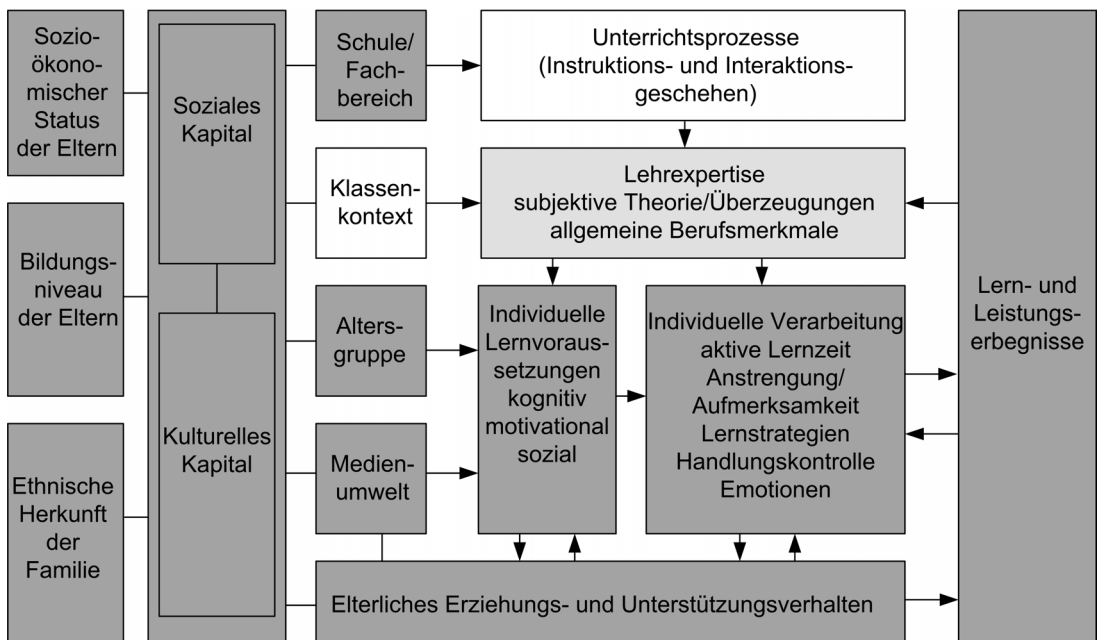 Sozio-
ökono-
mischer
Status
der Eltern
Bildungs-
niveau
der Eltern
Ethnische
Herkunft
der
Familie
Soziales
Kapital
Kulturelles
Kapital
Schule/
Fach-
bereich
Klassen-
kontext
Alters-
gruppe
Medien-
umwelt
Unterrichtsprozesse
(Instruktions- und Interaktions-
geschehen)
Lehrexpertise
subjektive Theorie/Überzeugungen
allgemeine Berufsmerkmale
Individuelle
Lernvoraus-
setzungen
kognitiv
motivational
sozial
Individuelle Verarbeitung
aktive Lernzeit
Anstrengung/
Aufmerksamkeit
Lernstrategien
Handlungskontrolle
Emotionen
Elterliches Erziehungs- und Unterstützungsverhalten
Lern- und
Leistungs-
erbegnisse